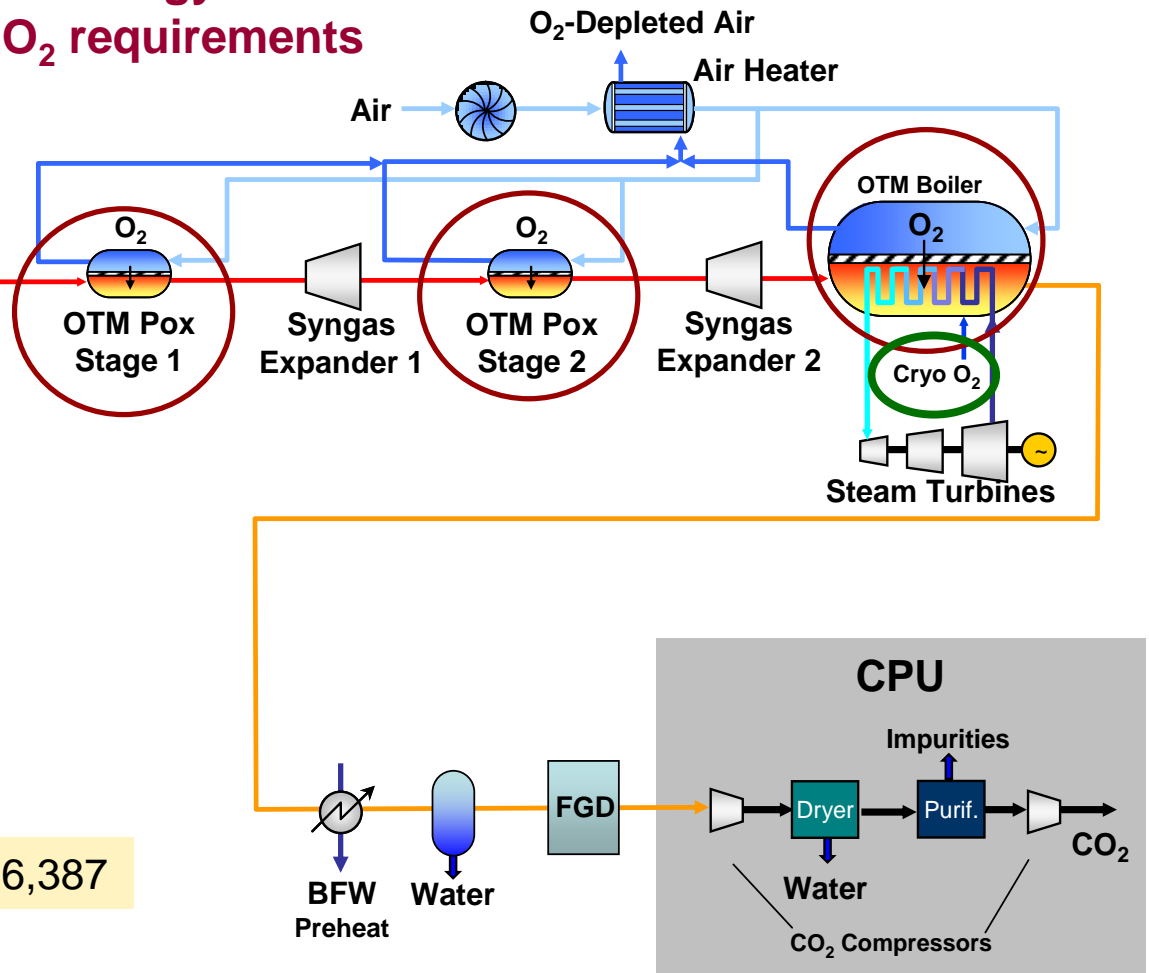 O₂ requirements
O₂-Depleted Air
Air Heater
Air
OTM Boiler
O₂
O₂
O₂
OTM Pox
Stage 1
Syngas
Expander 1
OTM Pox
Stage 2
Syngas
Expander 2
Cryo O₂
~
Steam Turbines
CPU
Impurities
FGD
Dryer
Purif.
CO₂
6,387
BFW
Preheat
Water
Water
CO₂ Compressors